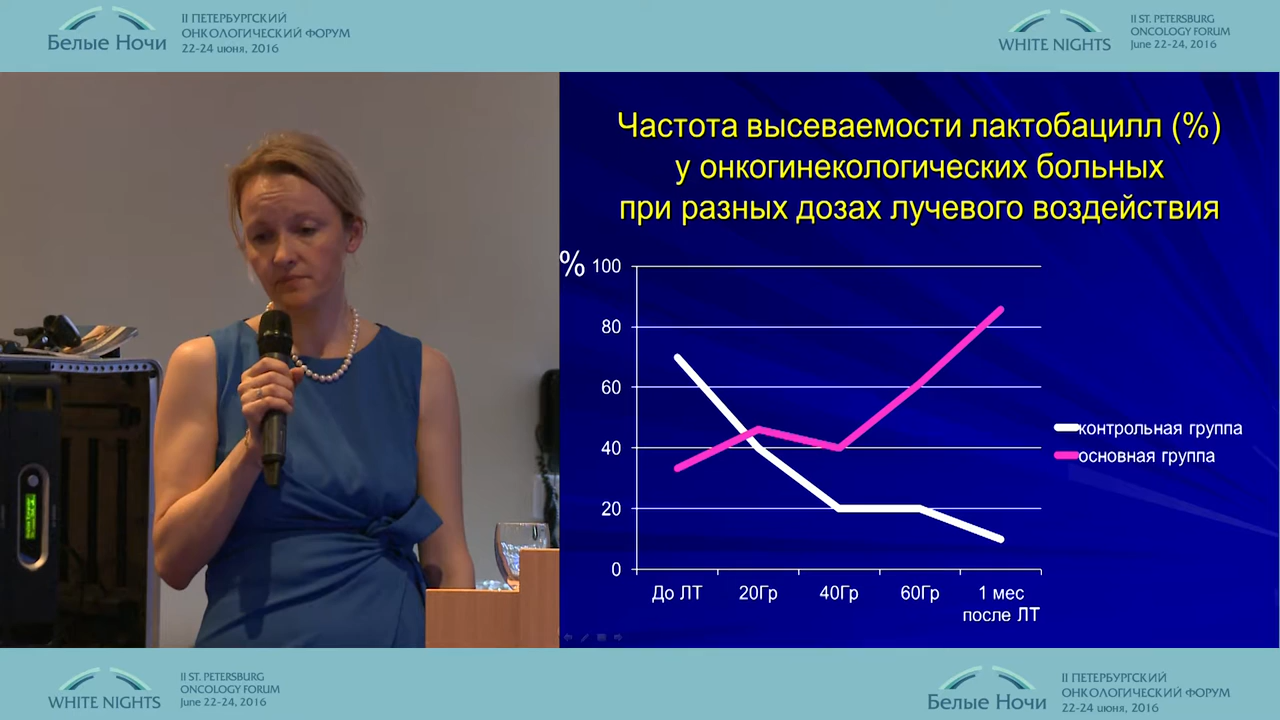 Белые Ночи
II ПЕТЕРБУРГСКИЙ
ОНКОЛОГИЧЕСКИЙ ФОРУМ
22-24 июня, 2016
WHITE NIGHTS
II ST. PETERSBURG
ONCOLOGY FORUM
June 22-24, 2016
Частота высеваемости лактобацилл (%)
у онкогинекологических больных
при разных дозах лучевого воздействия
%
100
80
60
40
20
0
До ЛТ
20Гр
40Гр
60Гр
1 мес
после ЛТ
контрольная группа
основная группа
WHITE NIGHTS
II ST. PETERSBURG
ONCOLOGY FORUM
June 22-24, 2016
Белые Ночи
II ПЕТЕРБУРГСКИЙ
ОНКОЛОГИЧЕСКИЙ ФОРУМ
22-24 июня, 2016